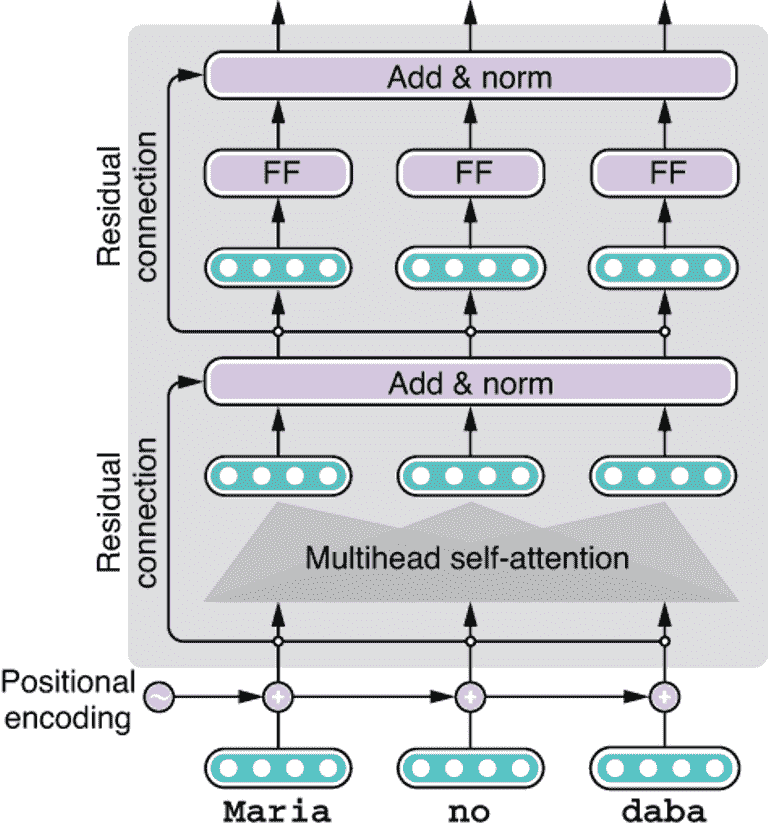 Add & norm
Residual
connection
FF FF FF
Add & norm
Residual
connection
Multihead self-attention
Positional
encoding
~ + + +
Maria no daba